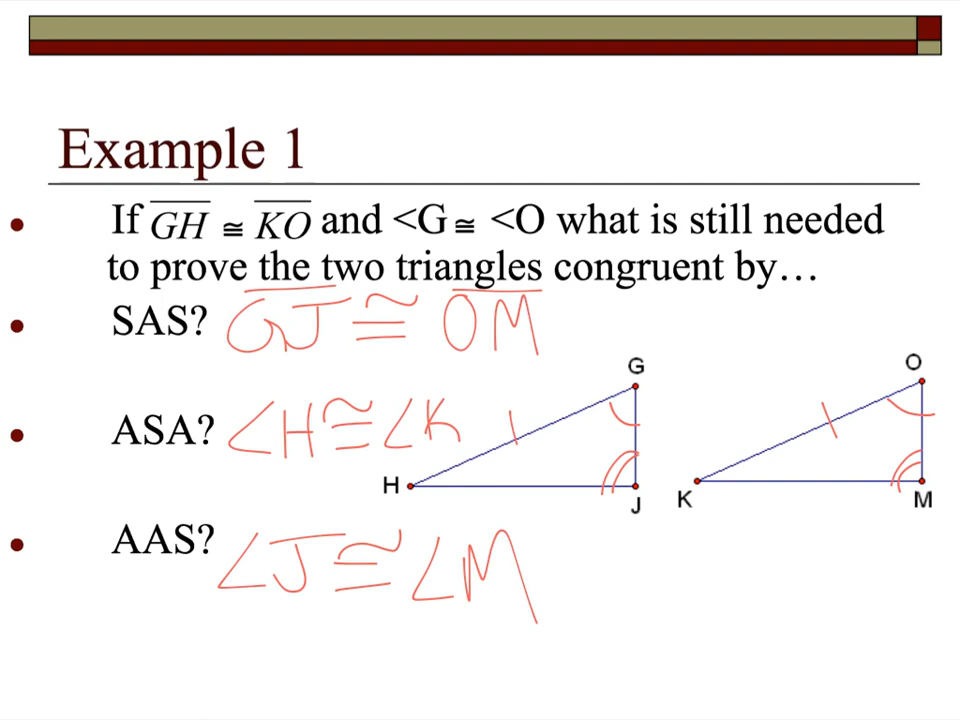 Example 1
If GH ≅ KO and <G ≅ <O what is still needed
to prove the two triangles congruent by…
SAS? GJ ≅ OM
G
O
ASA? ∠H ≅ ∠K
H
J
K
M
AAS? ∠J ≅ ∠M